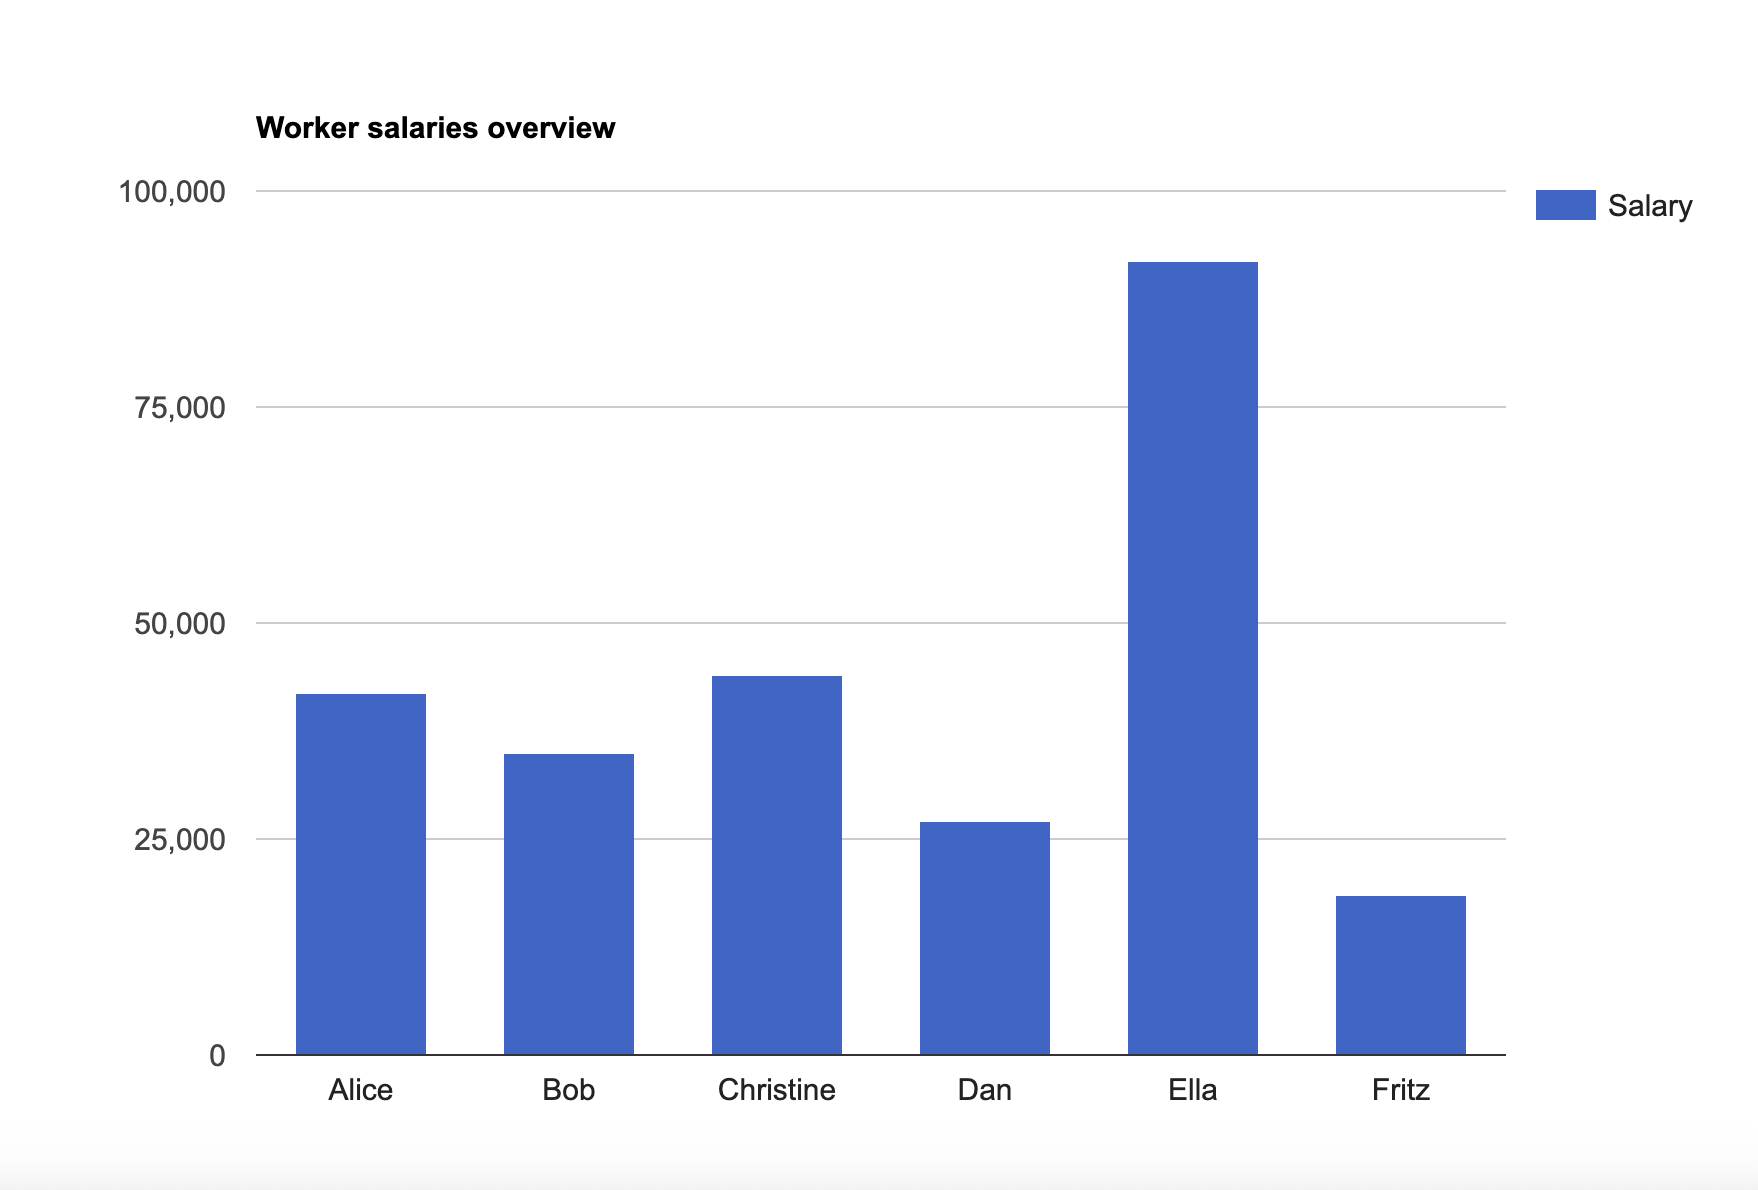 Worker salaries overview
100,000
Salary
75,000
50,000
25,000
0
Alice Bob Christine Dan Ella Fritz